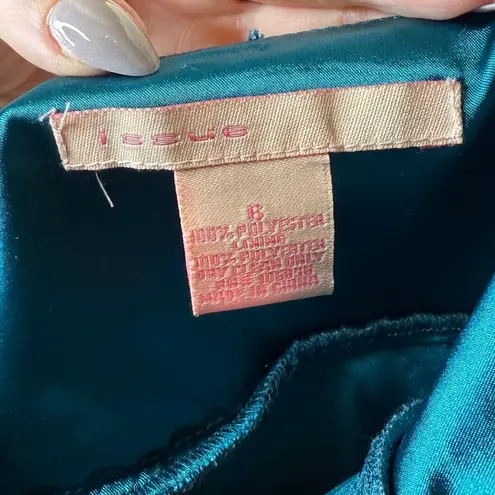 issue
6
100% POLYESTER
LINING
100% POLYESTER
DRY CLEAN ONLY
MADE IN CHINA